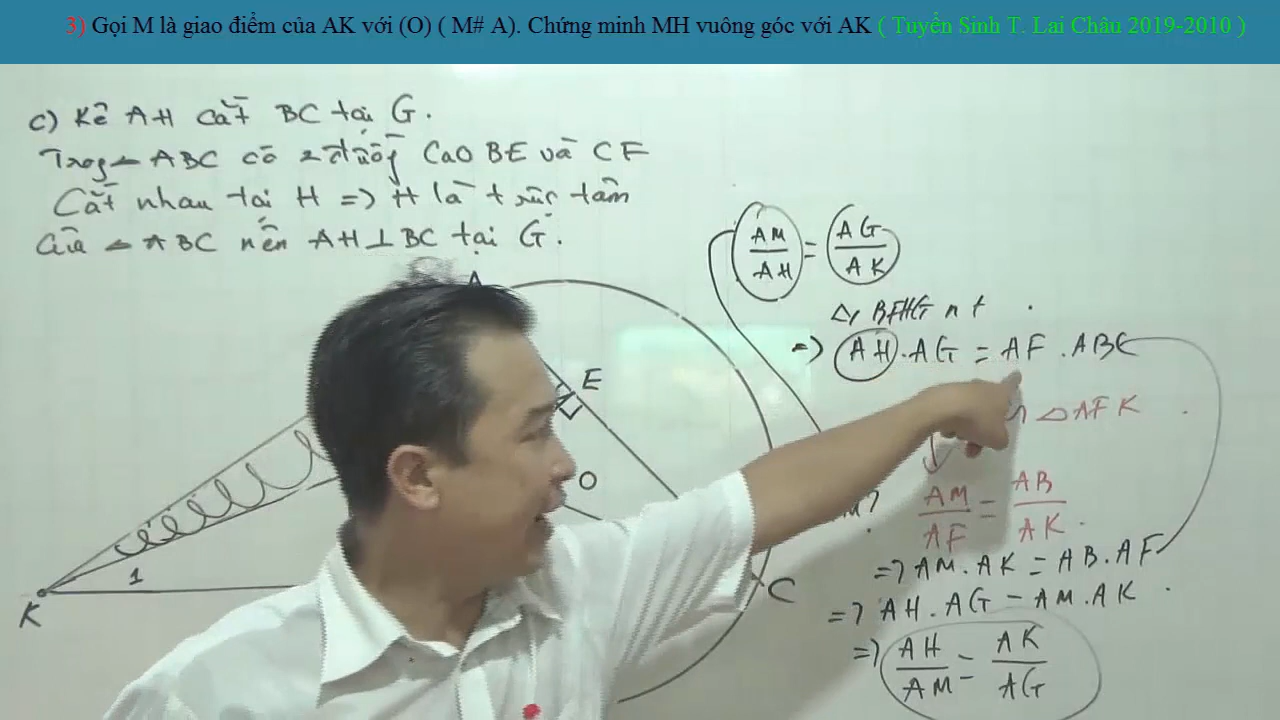 3) Gọi M là giao điểm của AK với (O) ( M# A). Chứng minh MH vuông góc với AK ( Tuyển Sinh T. Lai Châu 2019-2010 )
c) Kẻ AH cắt BC tại G.
Trog △ ABC có 2 đường cao BE và CF
Cắt nhau tại H => H là trực tâm
của △ ABC nên AH ⊥ BC tại G.
AM/AH = AG/AK
BFHG nt
=> AH.AG = AF.ABC
△AFK
AM/AF = AB/AK.
=> AM.AK = AB.AF
=> AH.AG = AM.AK
=> AH/AM = AK/AG
A
E
O
K
1
C